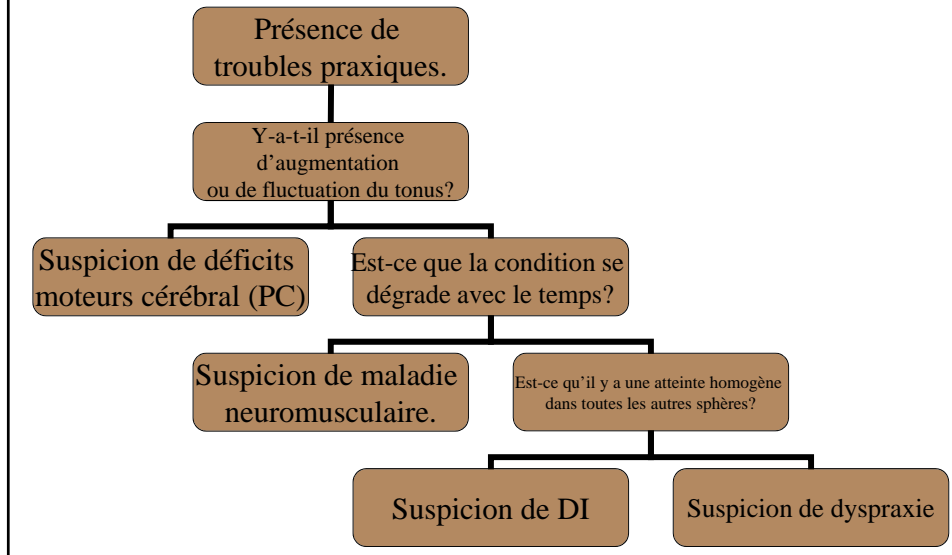 Présence de
troubles praxiques.
Y-a-t-il présence
d’augmentation
ou de fluctuation du tonus?
Suspicion de déficits
moteurs cérébral (PC)
Est-ce que la condition se
dégrade avec le temps?
Suspicion de maladie
neuromusculaire.
Est-ce qu’il y a une atteinte homogène
dans toutes les autres sphères?
Suspicion de DI
Suspicion de dyspraxie